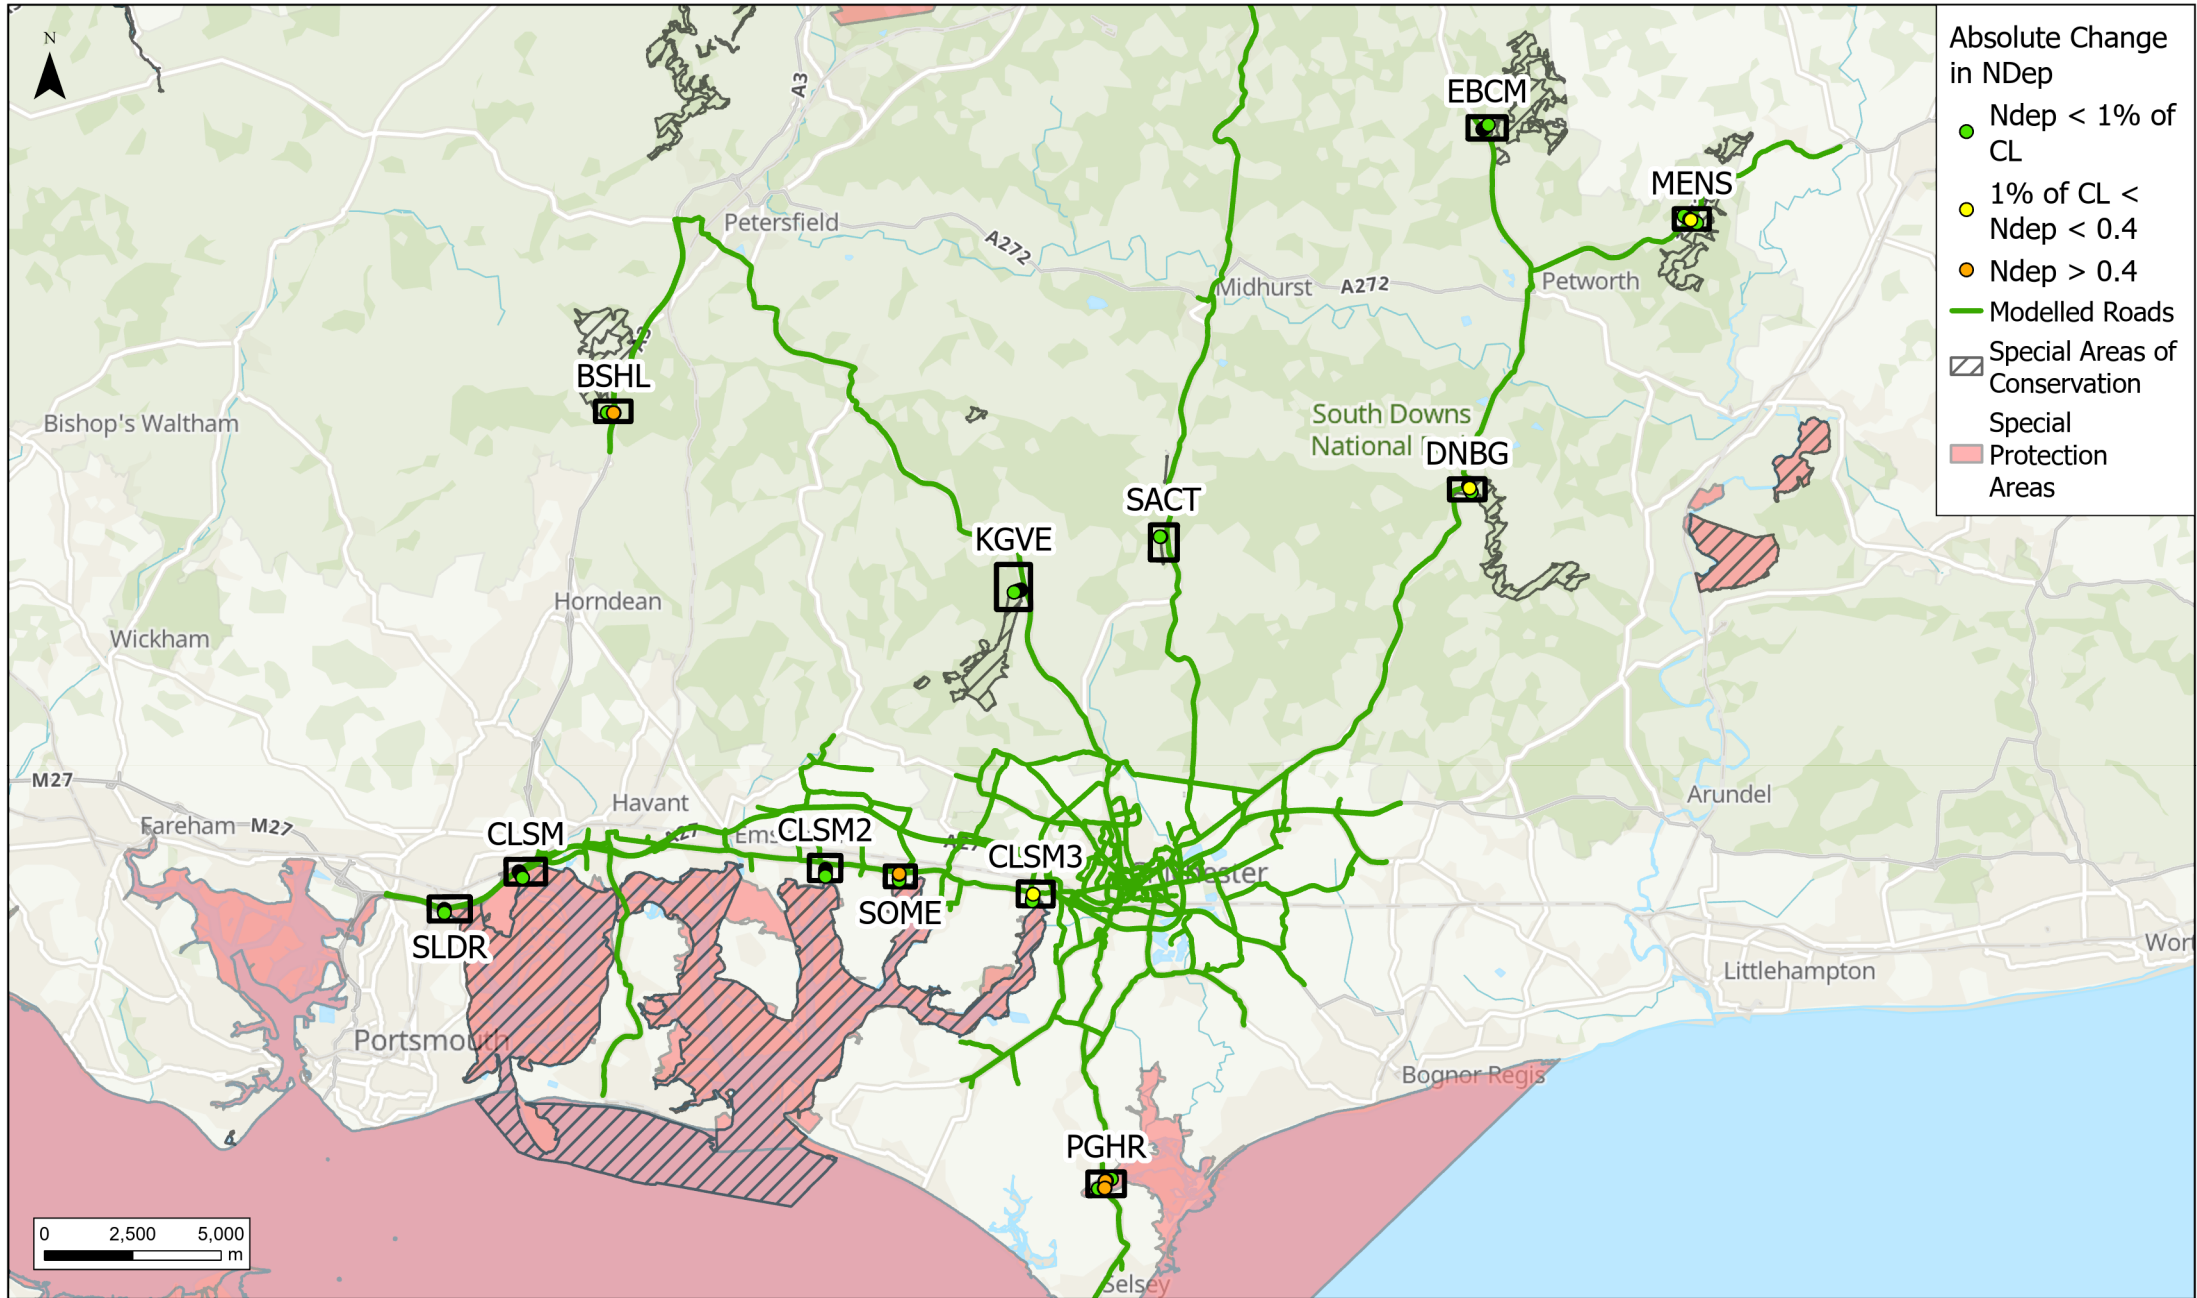 N
A3
EBCM
MENS
Petersfield
A272
Midhurst
A272
Petworth
BSHL
Bishop's Waltham
South Downs
National
DNBG
SACT
KGVE
Horndean
Wickham
M27
Havant
Arundel
Fareham
M27
CLSM
A27
CLSM2
A27
CLSM3
SOME
SLDR
Littlehampton
Portsmouth
Bognor Regis
PGHR
Selsey
0 2,500 5,000
m
Absolute Change
in NDep
Ndep < 1% of
CL
1% of CL <
Ndep < 0.4
Ndep > 0.4
Modelled Roads
Special Areas of
Conservation
Special
Protection
Areas